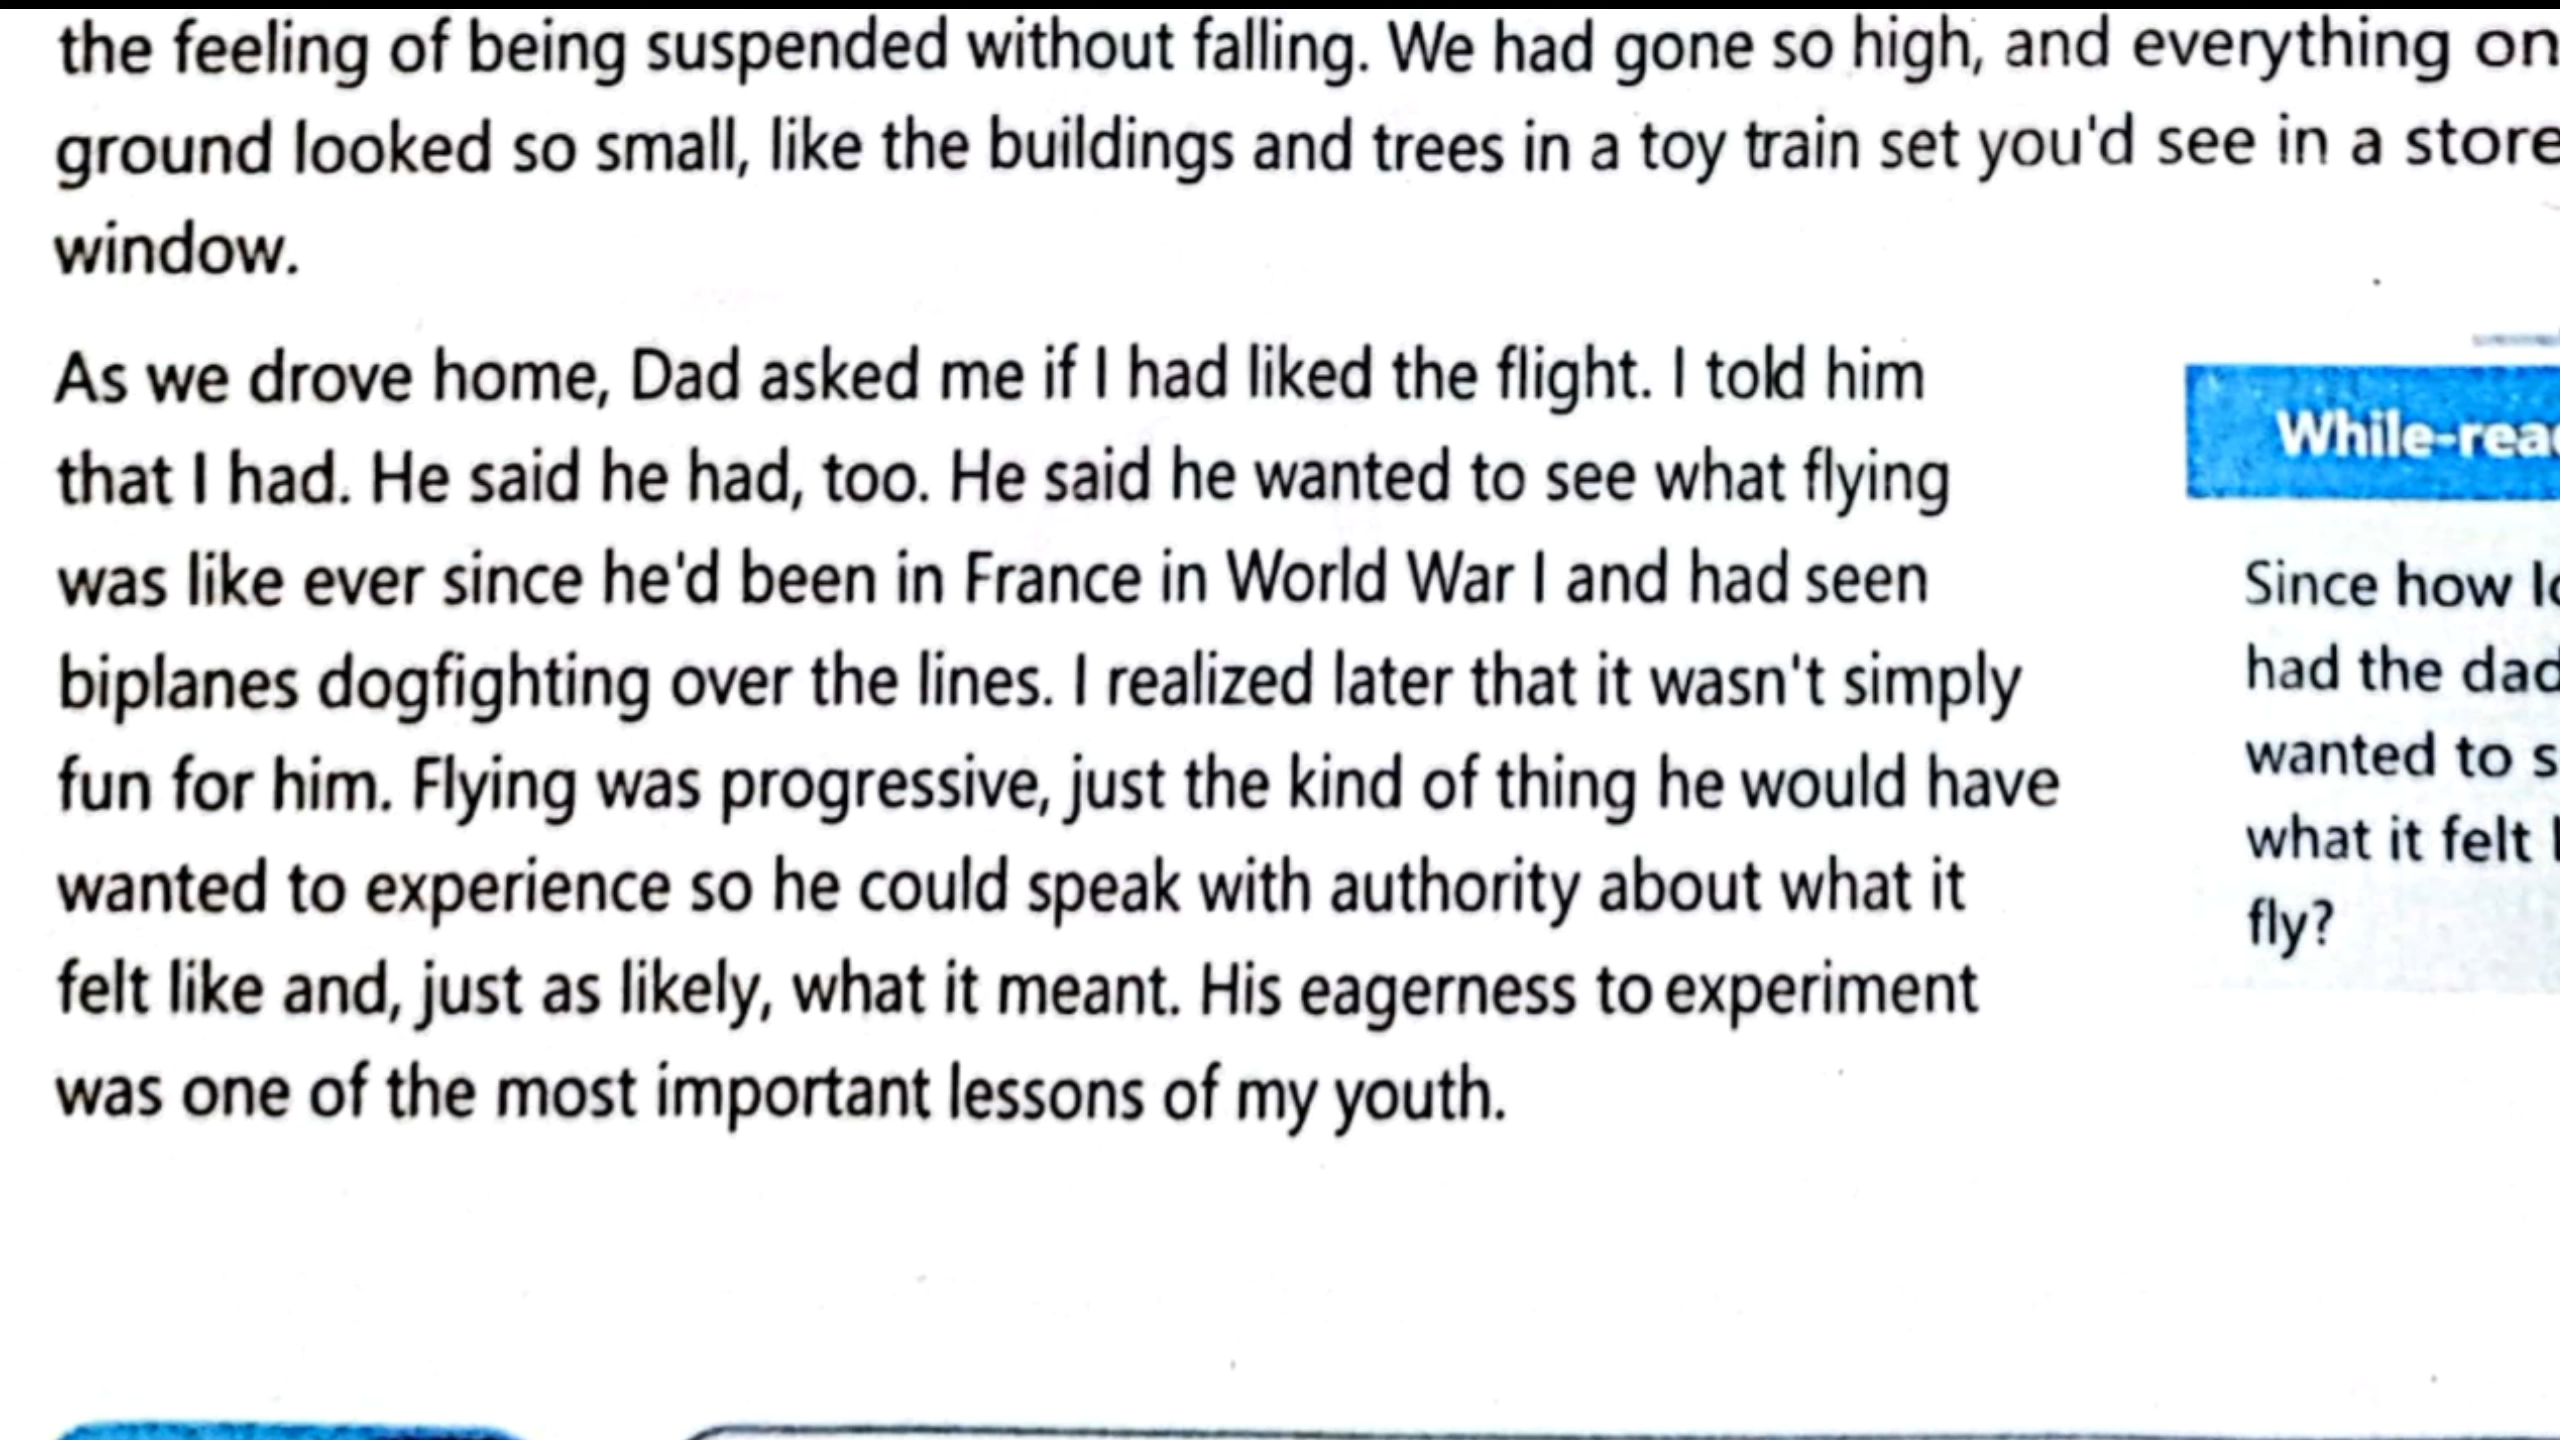 the feeling of being suspended without falling. We had gone so high, and everything on
ground looked so small, like the buildings and trees in a toy train set you'd see in a store
window.
As we drove home, Dad asked me if I had liked the flight. I told him
that I had. He said he had, too. He said he wanted to see what flying
was like ever since he'd been in France in World War I and had seen
biplanes dogfighting over the lines. I realized later that it wasn't simply
fun for him. Flying was progressive, just the kind of thing he would have
wanted to experience so he could speak with authority about what it
felt like and, just as likely, what it meant. His eagerness to experiment
was one of the most important lessons of my youth.
While-
Since how
had the dad
wanted to
what it felt
fly?